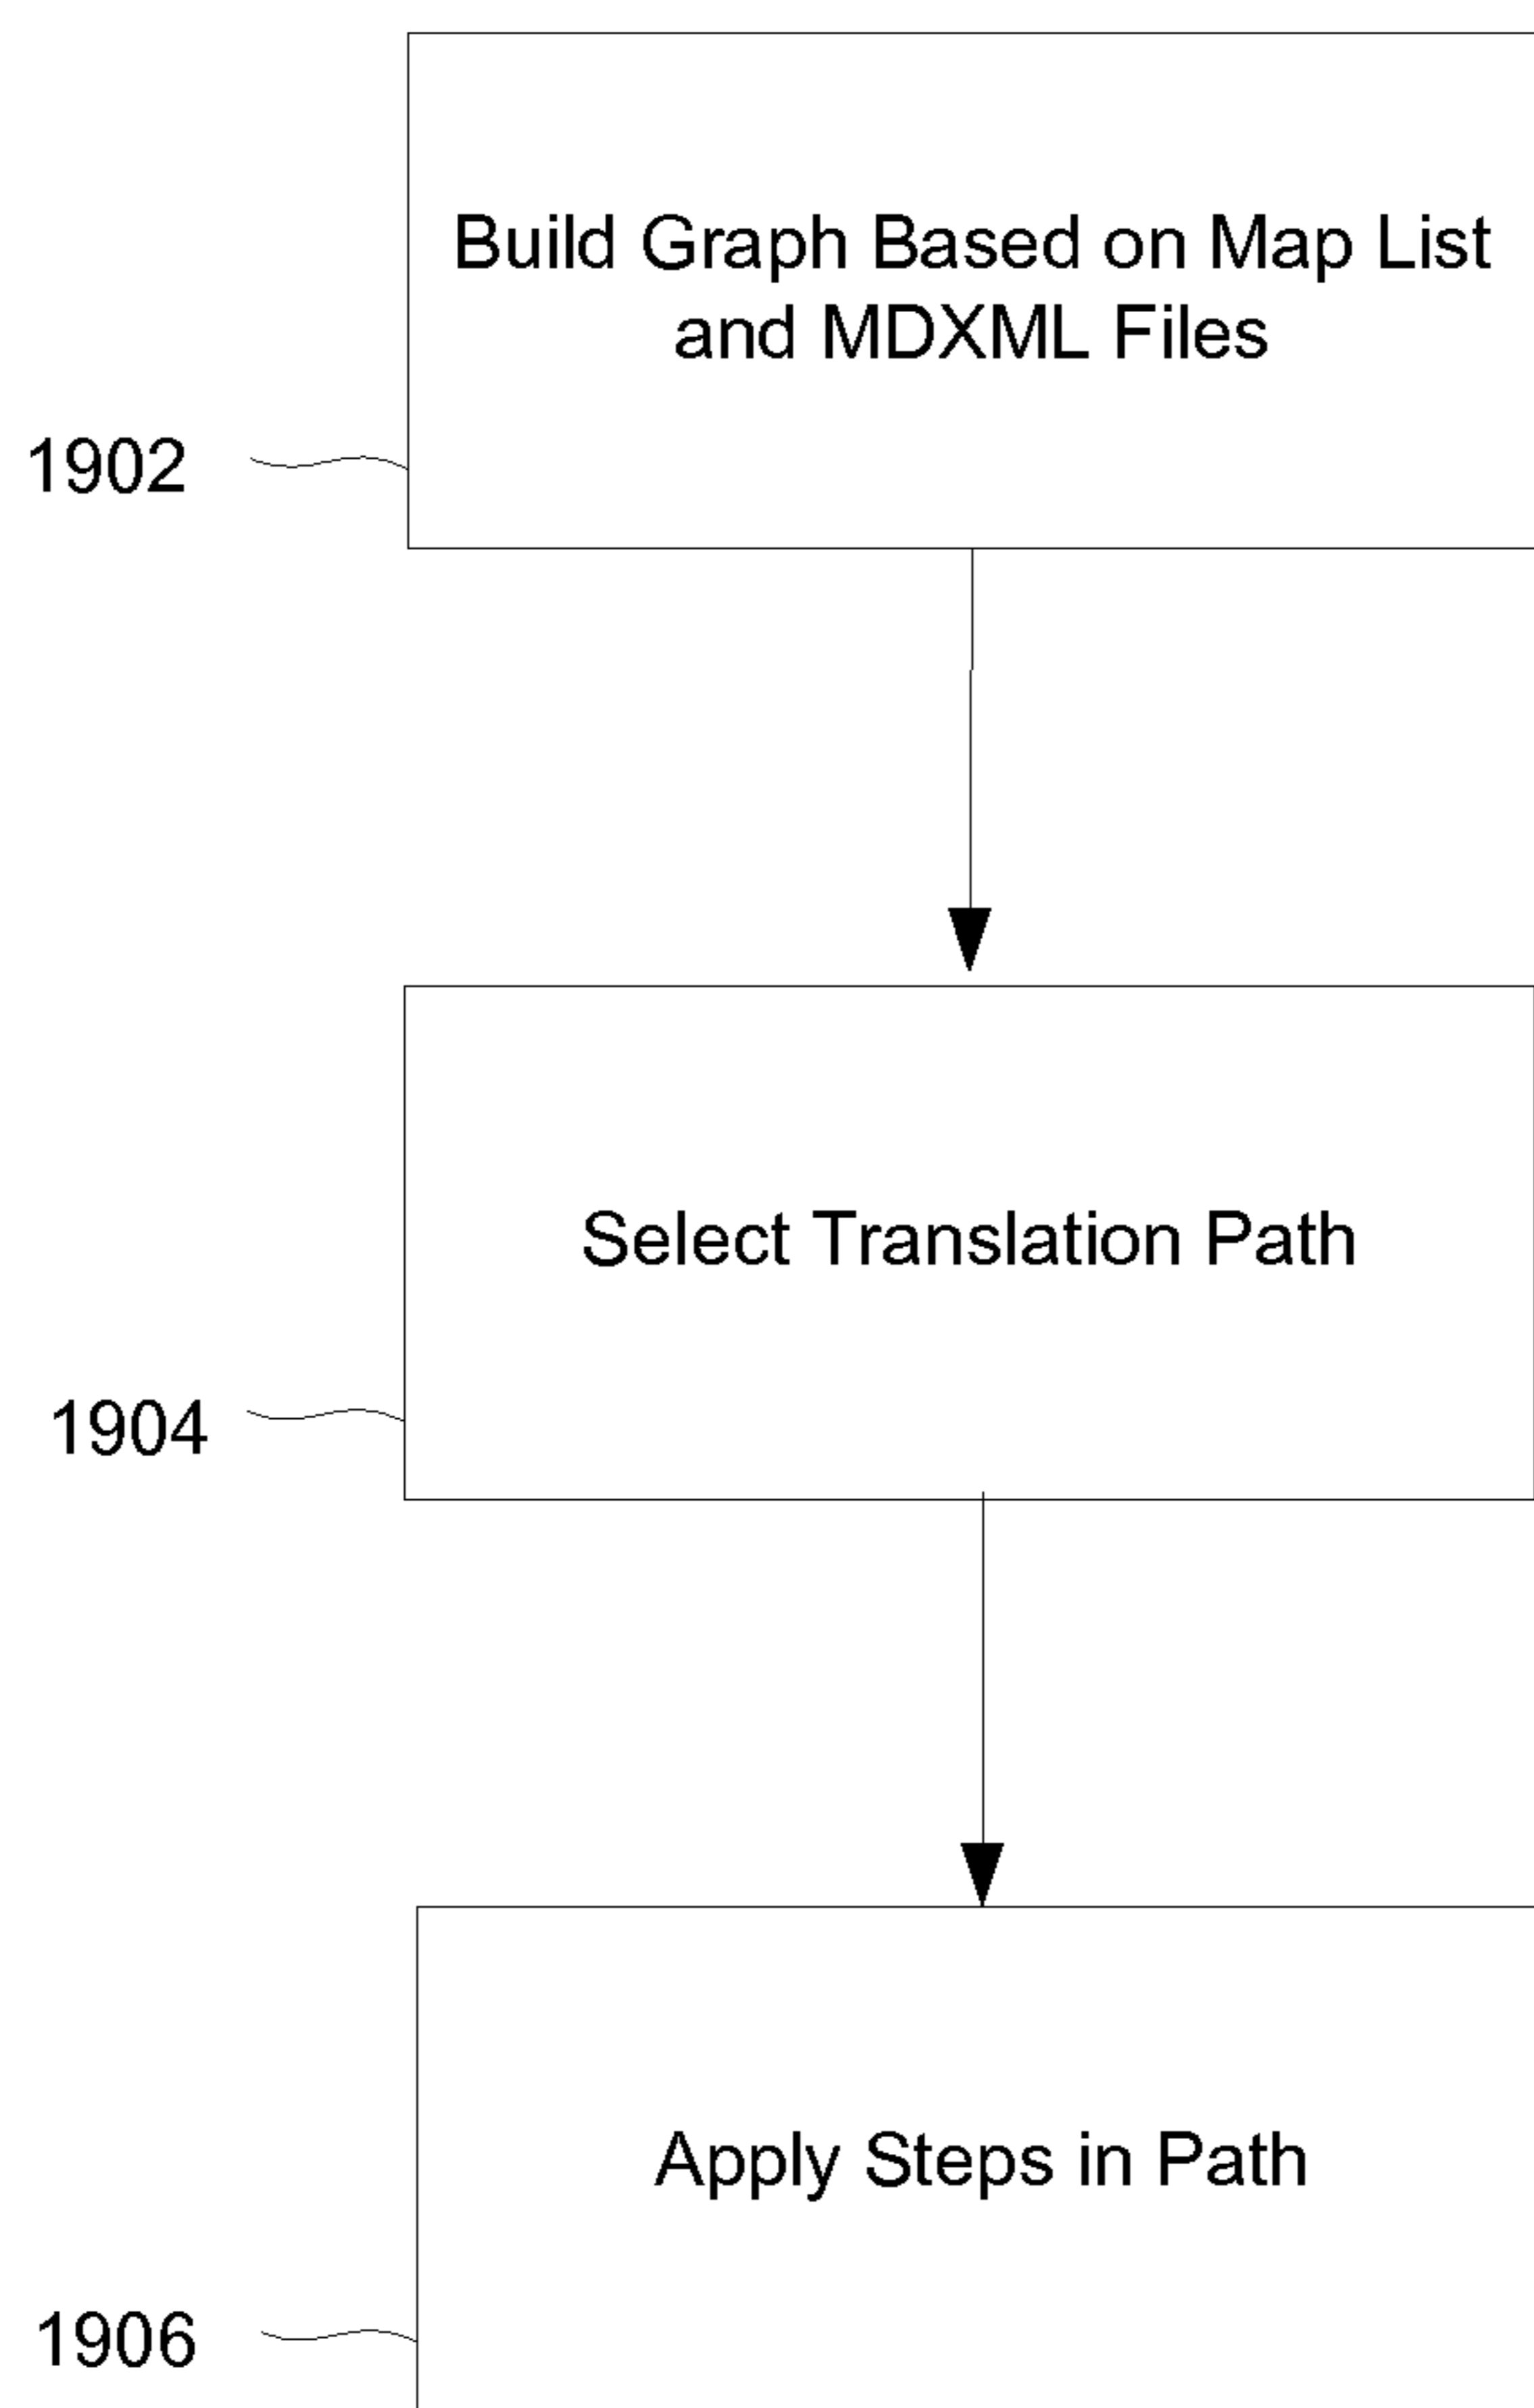 Build Graph Based on Map List
and MDXML Files
1902
Select Translation Path
1904
Apply Steps in Path
1906